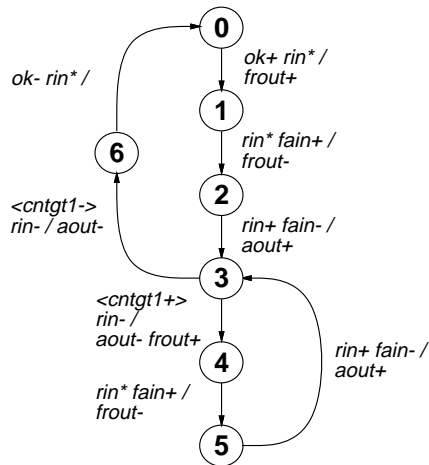 0
ok+ rin* /
frout+
ok- rin* /
1
rin* fain+ /
frout-
6
2
<cntgt1->
rin- / aout-
rin+ fain- /
aout+
3
<cntgt1+>
rin- /
aout- frout+
rin+ fain- /
aout+
4
rin* fain+ /
frout-
5